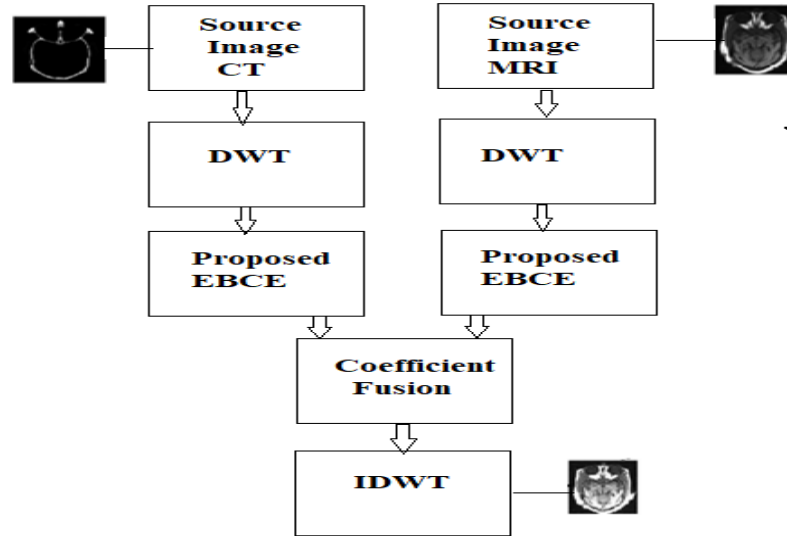 Source
Image
CT
Source
Image
MRI
DWT
DWT
Proposed
EBCE
Proposed
EBCE
Coefficient
Fusion
IDWT